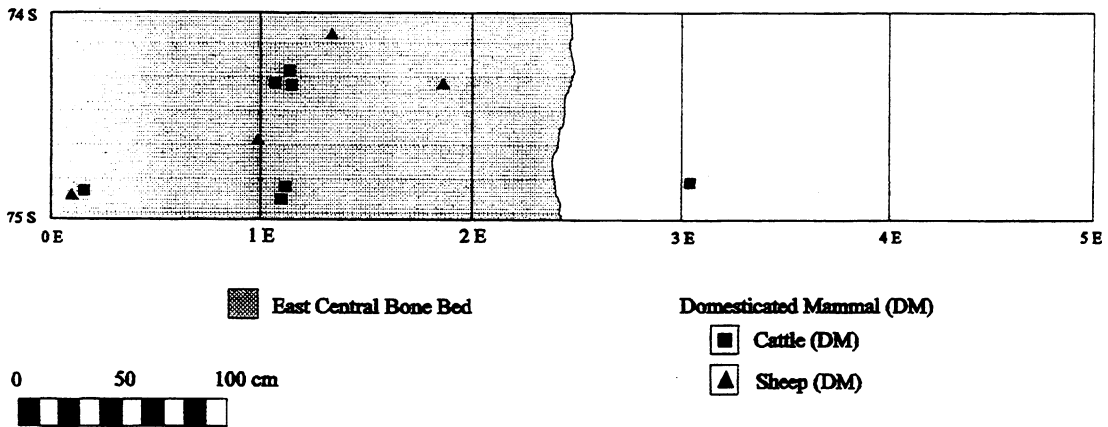 74 S
75 S
0 E 1 E 2 E 3 E 4 E 5 E
East Central Bone Bed
Domesticated Mammal (DM)
Cattle (DM)
Sheep (DM)
0 50 100 cm